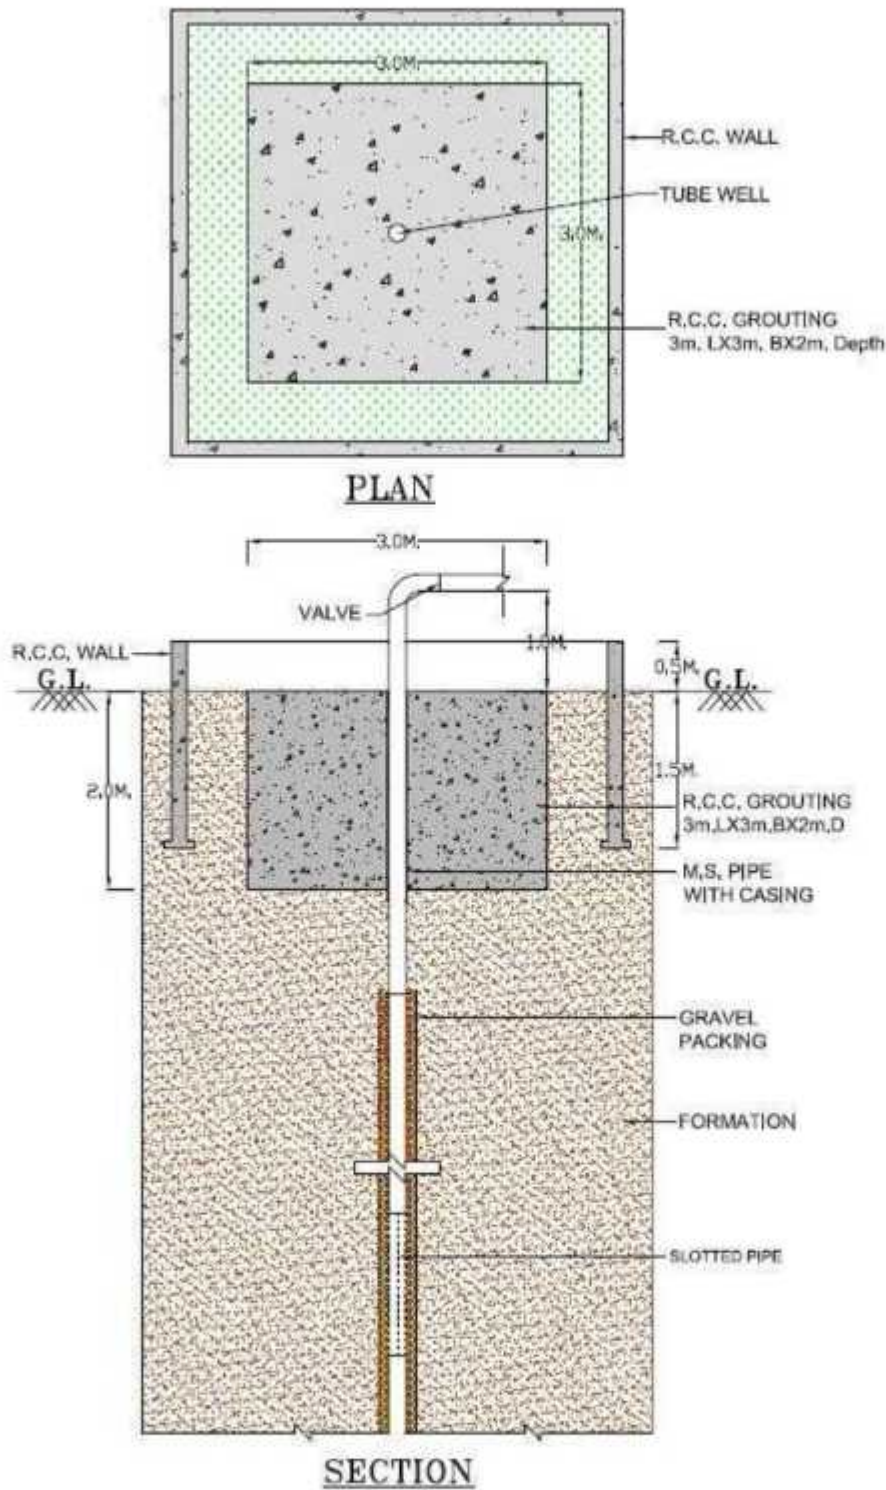 3.0M.
R.C.C. WALL
TUBE WELL
3.0M.
R.C.C. GROUTING
3m. LX3m. BX2m. Depth
PLAN
3.0M.
VALVE
1.0M.
R.C.C. WALL
0.5M.
G.L.
G.L.
1.5M.
2.0M.
R.C.C. GROUTING
3m.LX3m.BX2m.D
M.S. PIPE
WITH CASING
GRAVEL
PACKING
FORMATION
SLOTTED PIPE
SECTION